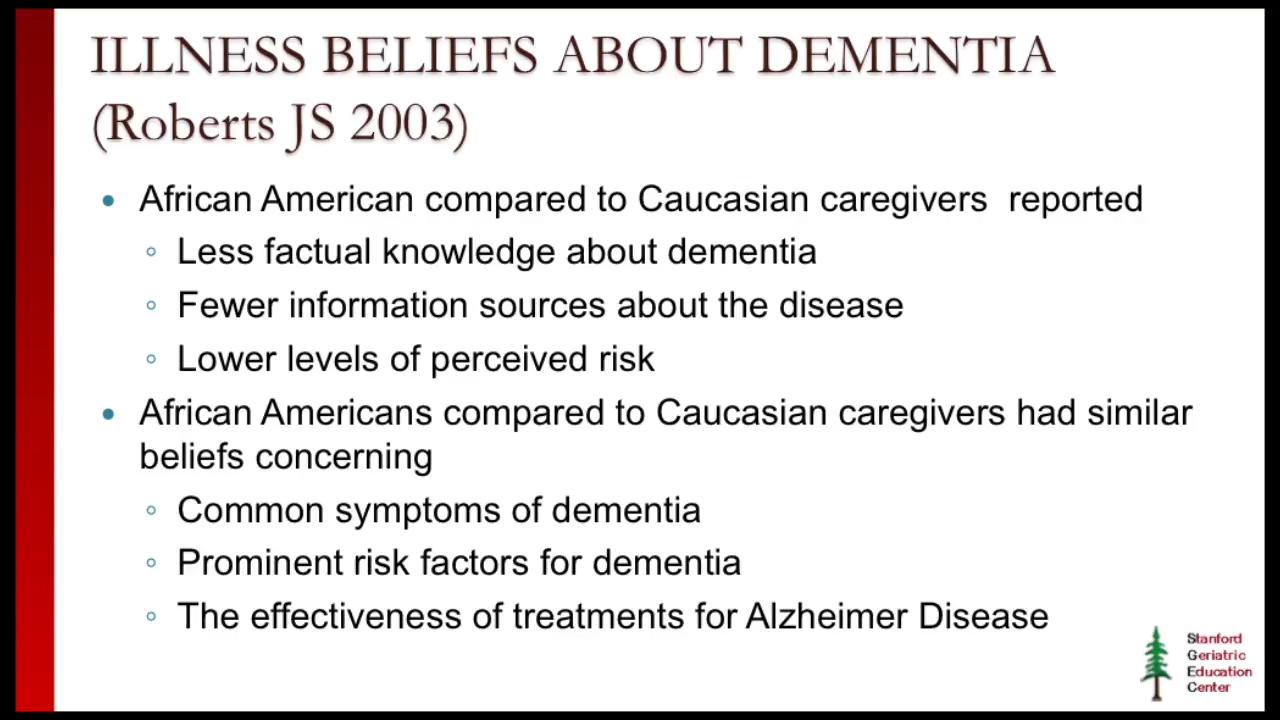 ILLNESS BELIEFS ABOUT DEMENTIA
(Roberts JS 2003)
• African American compared to Caucasian caregivers reported
◦ Less factual knowledge about dementia
◦ Fewer information sources about the disease
◦ Lower levels of perceived risk
• African Americans compared to Caucasian caregivers had similar
beliefs concerning
◦ Common symptoms of dementia
◦ Prominent risk factors for dementia
◦ The effectiveness of treatments for Alzheimer Disease
Stanford
Geriatric
Education
Center